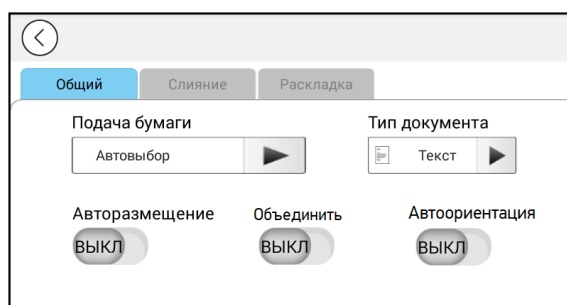 Общий Слияние Раскладка
Подача бумаги Тип документа
Автовыбор Текст
Авторазмещение Объединить Автоориентация
ВЫКЛ ВЫКЛ ВЫКЛ